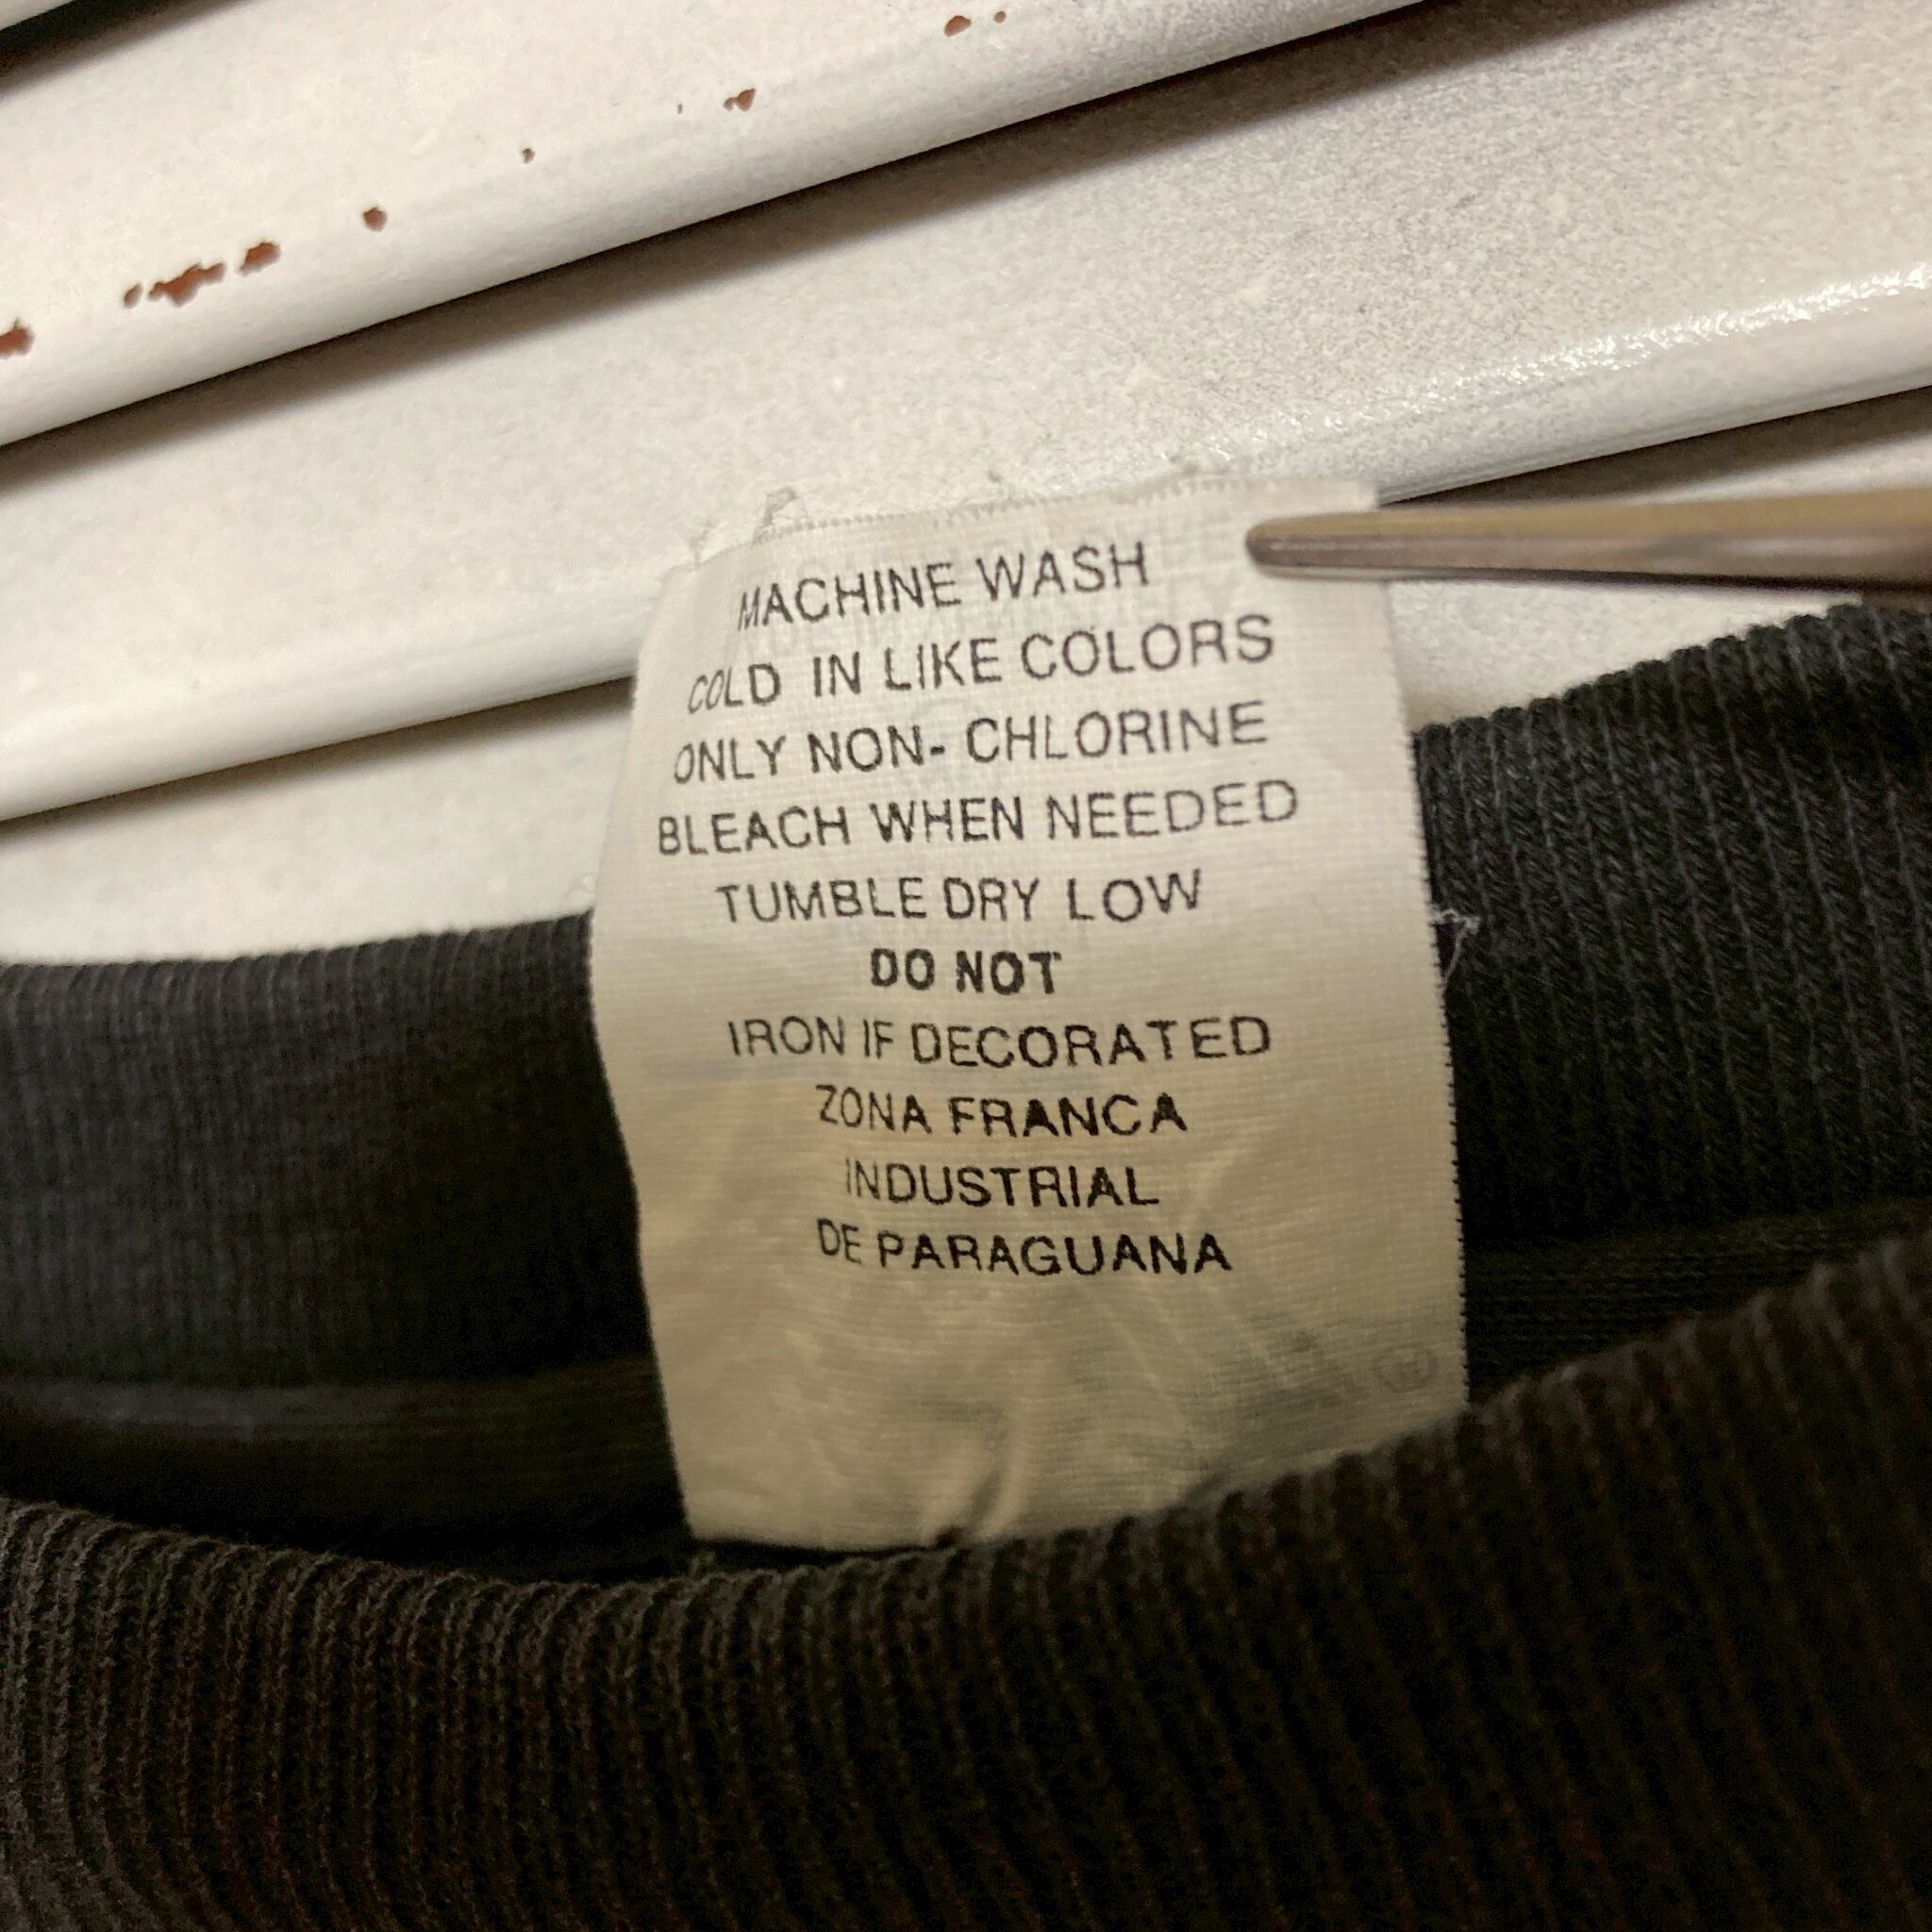 MACHINE WASH
COLD IN LIKE COLORS
ONLY NON- CHLORINE
BLEACH WHEN NEEDED
TUMBLE DRY LOW
DO NOT
IRON IF DECORATED
ZONA FRANCA
INDUSTRIAL
DE PARAGUANA